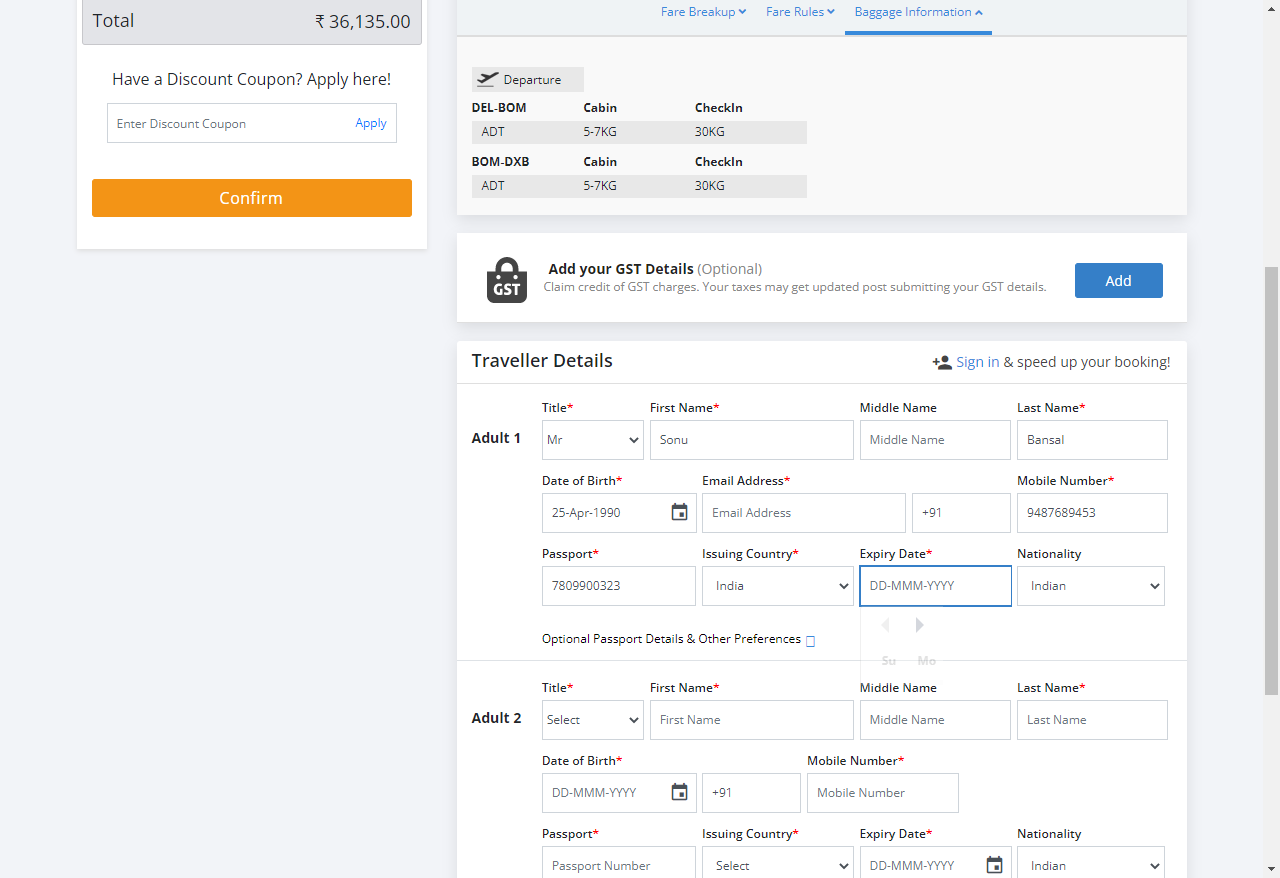 Total ₹ 36,135.00
Have a Discount Coupon? Apply here!
Enter Discount Coupon Apply
Confirm
Fare Breakup Fare Rules Baggage Information
Departure
DEL-BOM Cabin CheckIn
ADT 5-7KG 30KG
BOM-DXB Cabin CheckIn
ADT 5-7KG 30KG
GST
Add your GST Details (Optional)
Claim credit of GST charges. Your taxes may get updated post submitting your GST details.
Add
Traveller Details Sign in & speed up your booking!
Title* First Name* Middle Name Last Name*
Adult 1 Mr Sonu Middle Name Bansal
Date of Birth* Email Address* Mobile Number*
25-Apr-1990 Email Address +91 9487689453
Passport* Issuing Country* Expiry Date* Nationality
7809900323 India DD-MMM-YYYY Indian
Optional Passport Details & Other Preferences
Su Mo
Title* First Name* Middle Name Last Name*
Adult 2 Select First Name Middle Name Last Name
Date of Birth* Mobile Number*
DD-MMM-YYYY +91 Mobile Number
Passport* Issuing Country* Expiry Date* Nationality
Passport Number Select DD-MMM-YYYY Indian